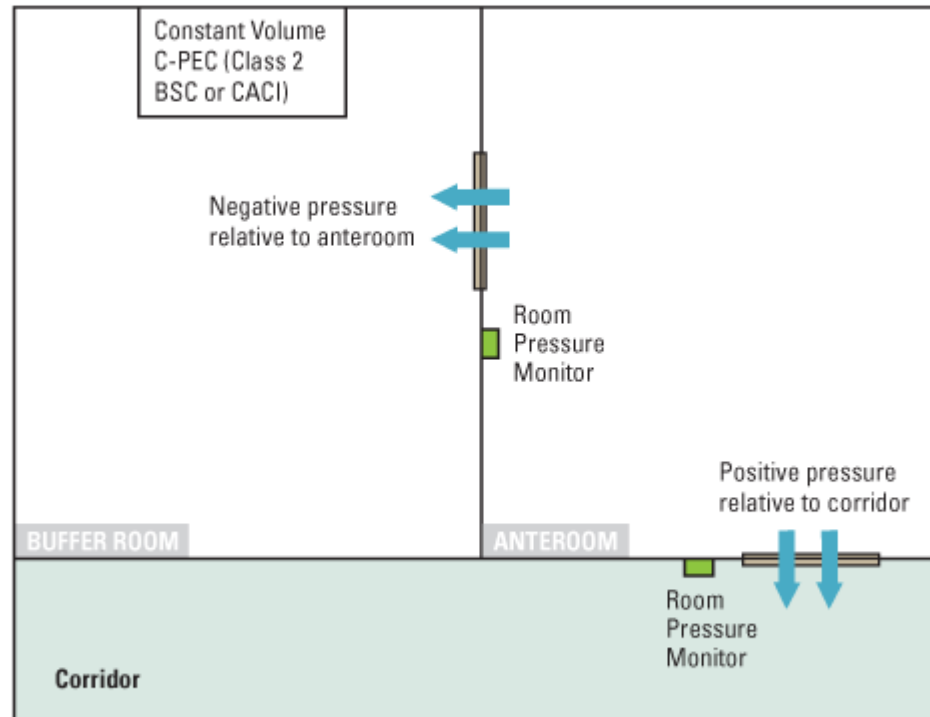 Constant Volume
C-PEC (Class 2
BSC or CACI)
Negative pressure
relative to anteroom
Room
Pressure
Monitor
Positive pressure
relative to corridor
BUFFER ROOM
ANTEROOM
Room
Pressure
Monitor
Corridor